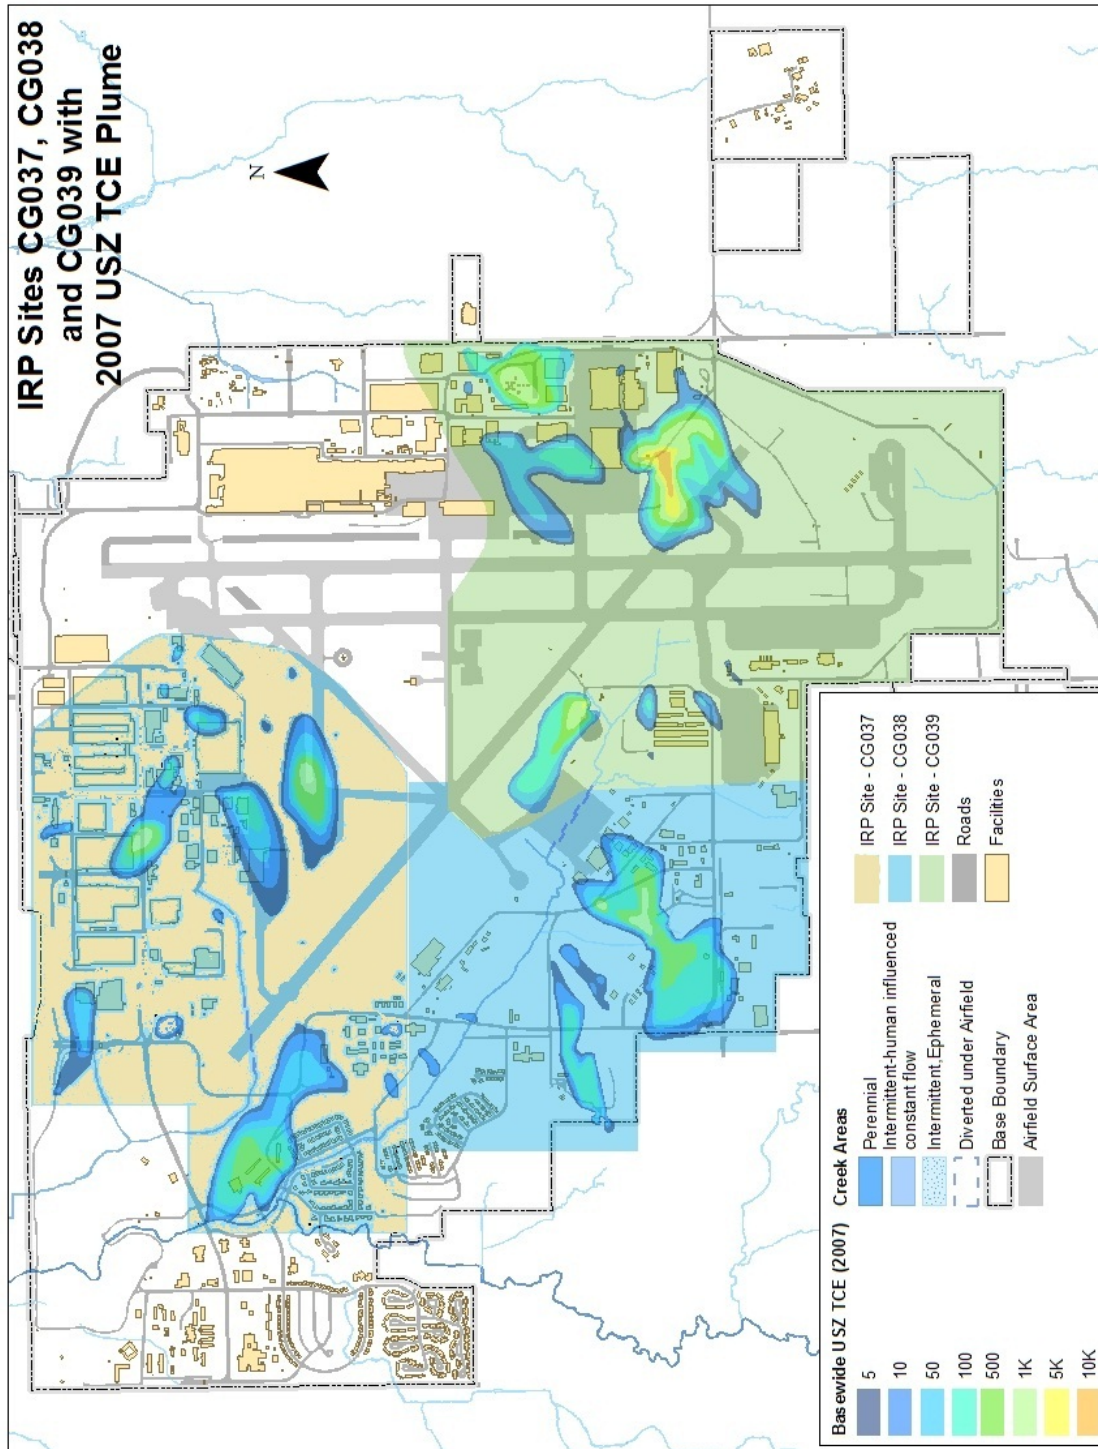 IRP Sites CG037, CG038
and CG039 with
2007 USZ TCE Plume
N
Basewide USZ TCE (2007)
5
10
50
100
500
1K
5K
10K
Creek Areas
Perennial
Intermittent-human influenced
constant flow
Intermittent,Ephemeral
Diverted under Airfield
Base Boundary
Airfield Surface Area
IRP Site - CG037
IRP Site - CG038
IRP Site - CG039
Roads
Facilities